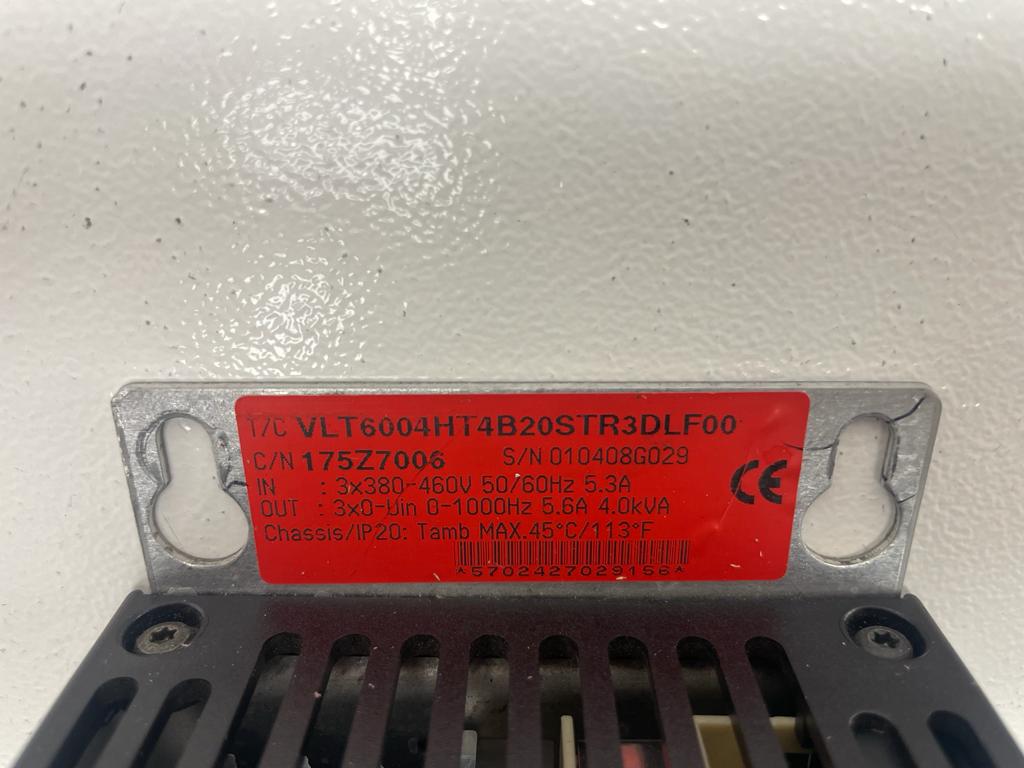 T/C VLT6004HT4B20STR3DLF00
C/N 175Z7006 S/N 010408G029
IN : 3x380-460V 50/60Hz 5.3A
OUT : 3x0-Uin 0-1000Hz 5.6A 4.0kVA
Chassis/IP20: Tamb MAX.45°C/113°F
CE
*5702427029156*